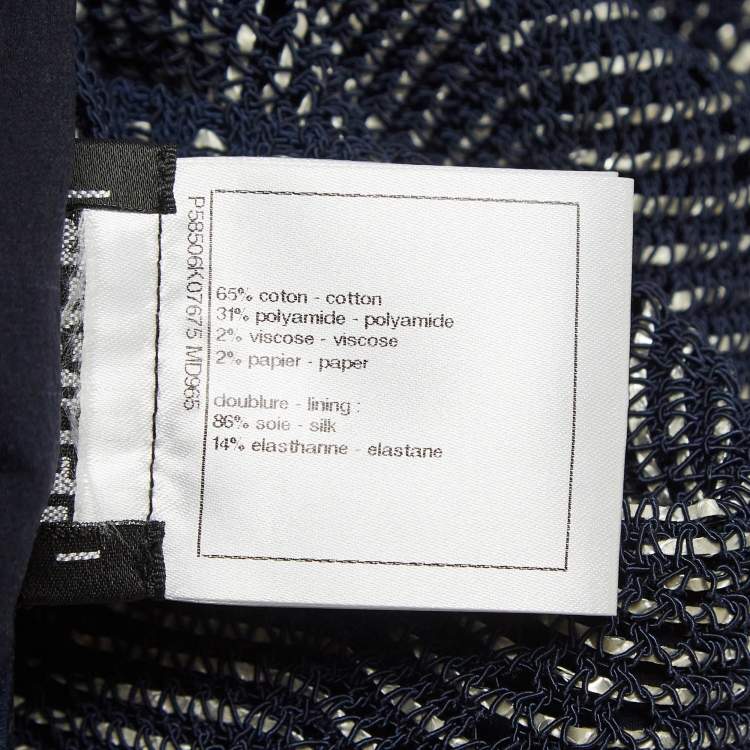 P58506K07675 MD965
65% coton - cotton
31% polyamide - polyamide
2% viscose - viscose
2% papier - paper
doublure - lining :
86% soie - silk
14% elasthanne - elastane